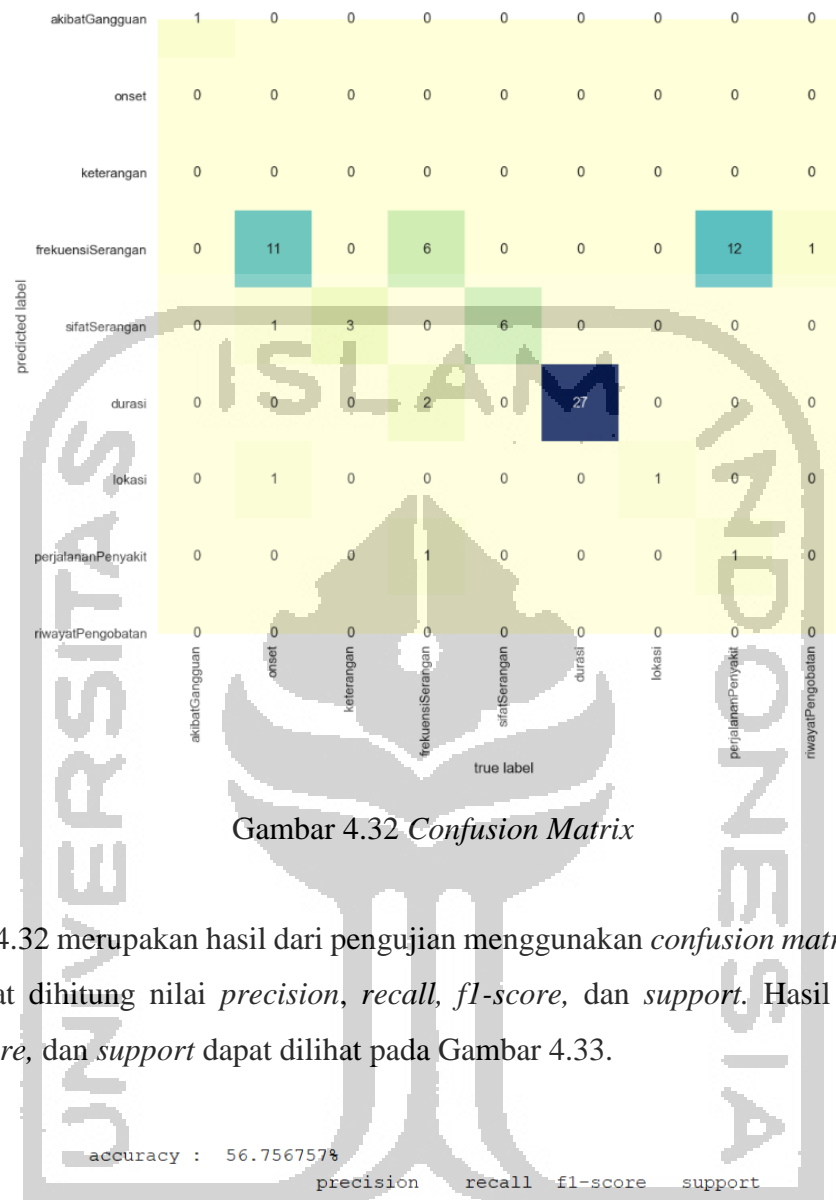 akibatGangguan 1 0 0 0 0 0 0 0 0
onset 0 0 0 0 0 0 0 0 0
keterangan 0 0 0 0 0 0 0 0 0
frekuensiSerangan 0 11 0 6 0 0 0 12 1
sifatSerangan 0 1 3 0 6 0 0 0 0
durasi 0 0 0 2 0 27 0 0 0
lokasi 0 1 0 0 0 0 1 0 0
perjalananPenyakit 0 0 0 1 0 0 0 1 0
riwayatPengobatan 0 0 0 0 0 0 0 0 0
predicted label
akibatGangguan onset keterangan frekuensiSerangan sifatSerangan durasi lokasi perjalananPenyakit riwayatPengobatan
true label
Gambar 4.32 Confusion Matrix
4.32 merupakan hasil dari pengujian menggunakan confusion matr
at dihitung nilai precision, recall, f1-score, dan support. Hasil
re, dan support dapat dilihat pada Gambar 4.33.
accuracy : 56.756757%
precision recall f1-score support
UNIVERSITAS
ISLAM
INDONESIA